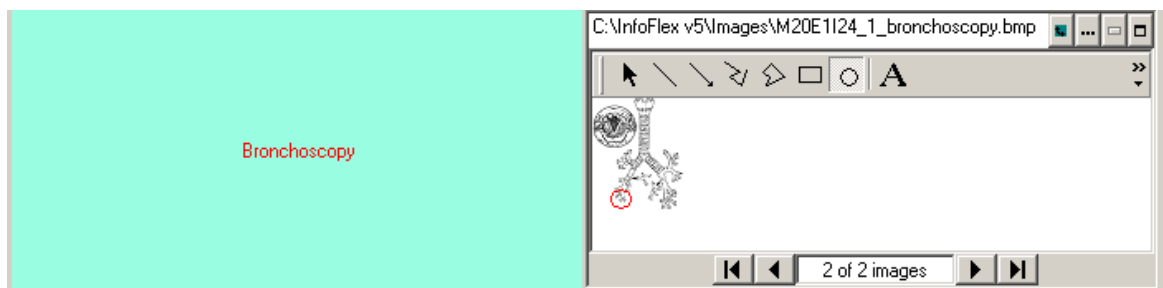 C:\InfoFlex v5\Images\M20E1I24_1_bronchoscopy.bmp
...
A
Bronchoscopy
2 of 2 images